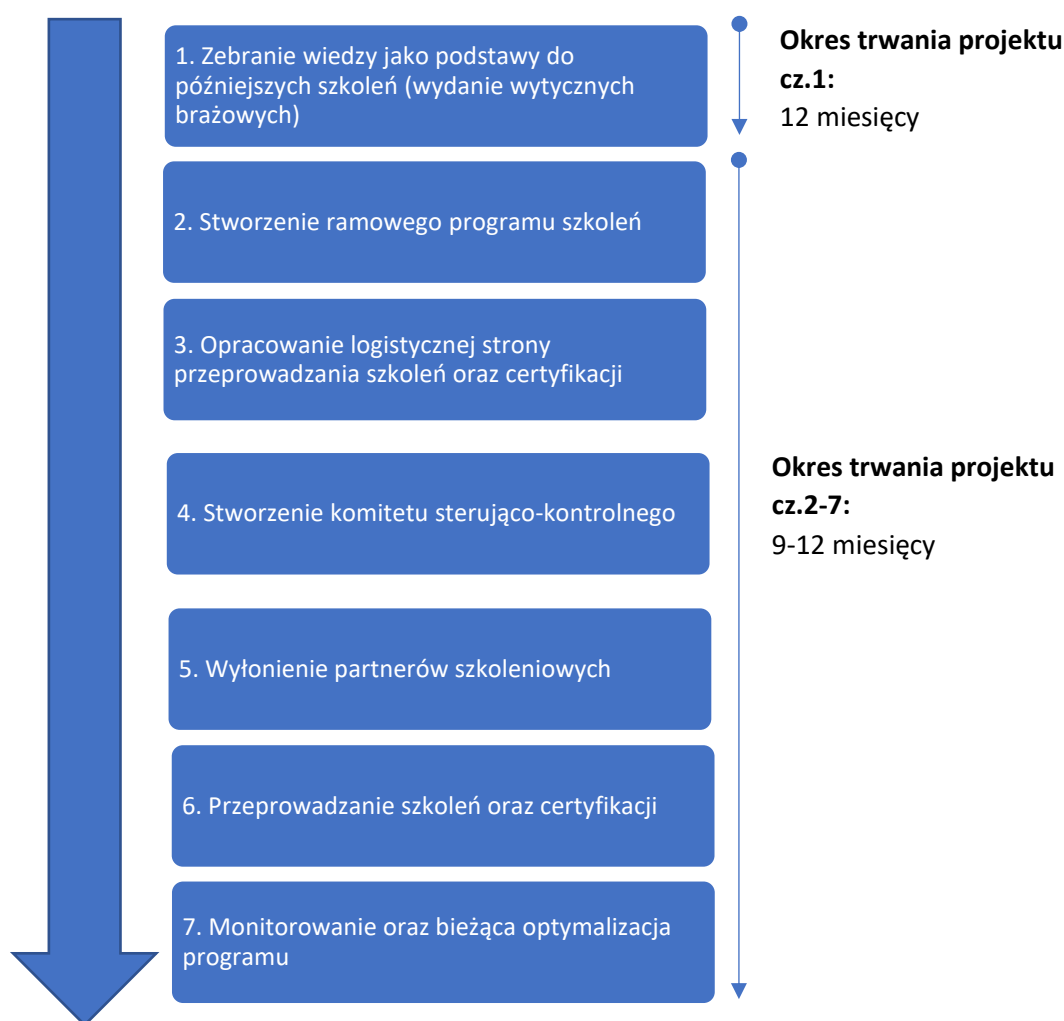 1. Zebranie wiedzy jako podstawy do
późniejszych szkoleń (wydanie wytycznych
brażowych)
Okres trwania projektu
cz.1:
12 miesięcy
2. Stworzenie ramowego programu szkoleń
3. Opracowanie logistycznej strony
przeprowadzania szkoleń oraz certyfikacji
4. Stworzenie komitetu sterująco-kontrolnego
Okres trwania projektu
cz.2-7:
9-12 miesięcy
5. Wyłonienie partnerów szkoleniowych
6. Przeprowadzanie szkoleń oraz certyfikacji
7. Monitorowanie oraz bieżąca optymalizacja
programu